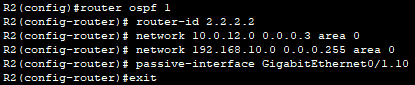 R2(config)#router ospf 1
R2(config-router)# router-id 2.2.2.2
R2(config-router)# network 10.0.12.0 0.0.0.3 area 0
R2(config-router)# network 192.168.10.0 0.0.0.255 area 0
R2(config-router)# passive-interface GigabitEthernet0/1.10
R2(config-router)#exit